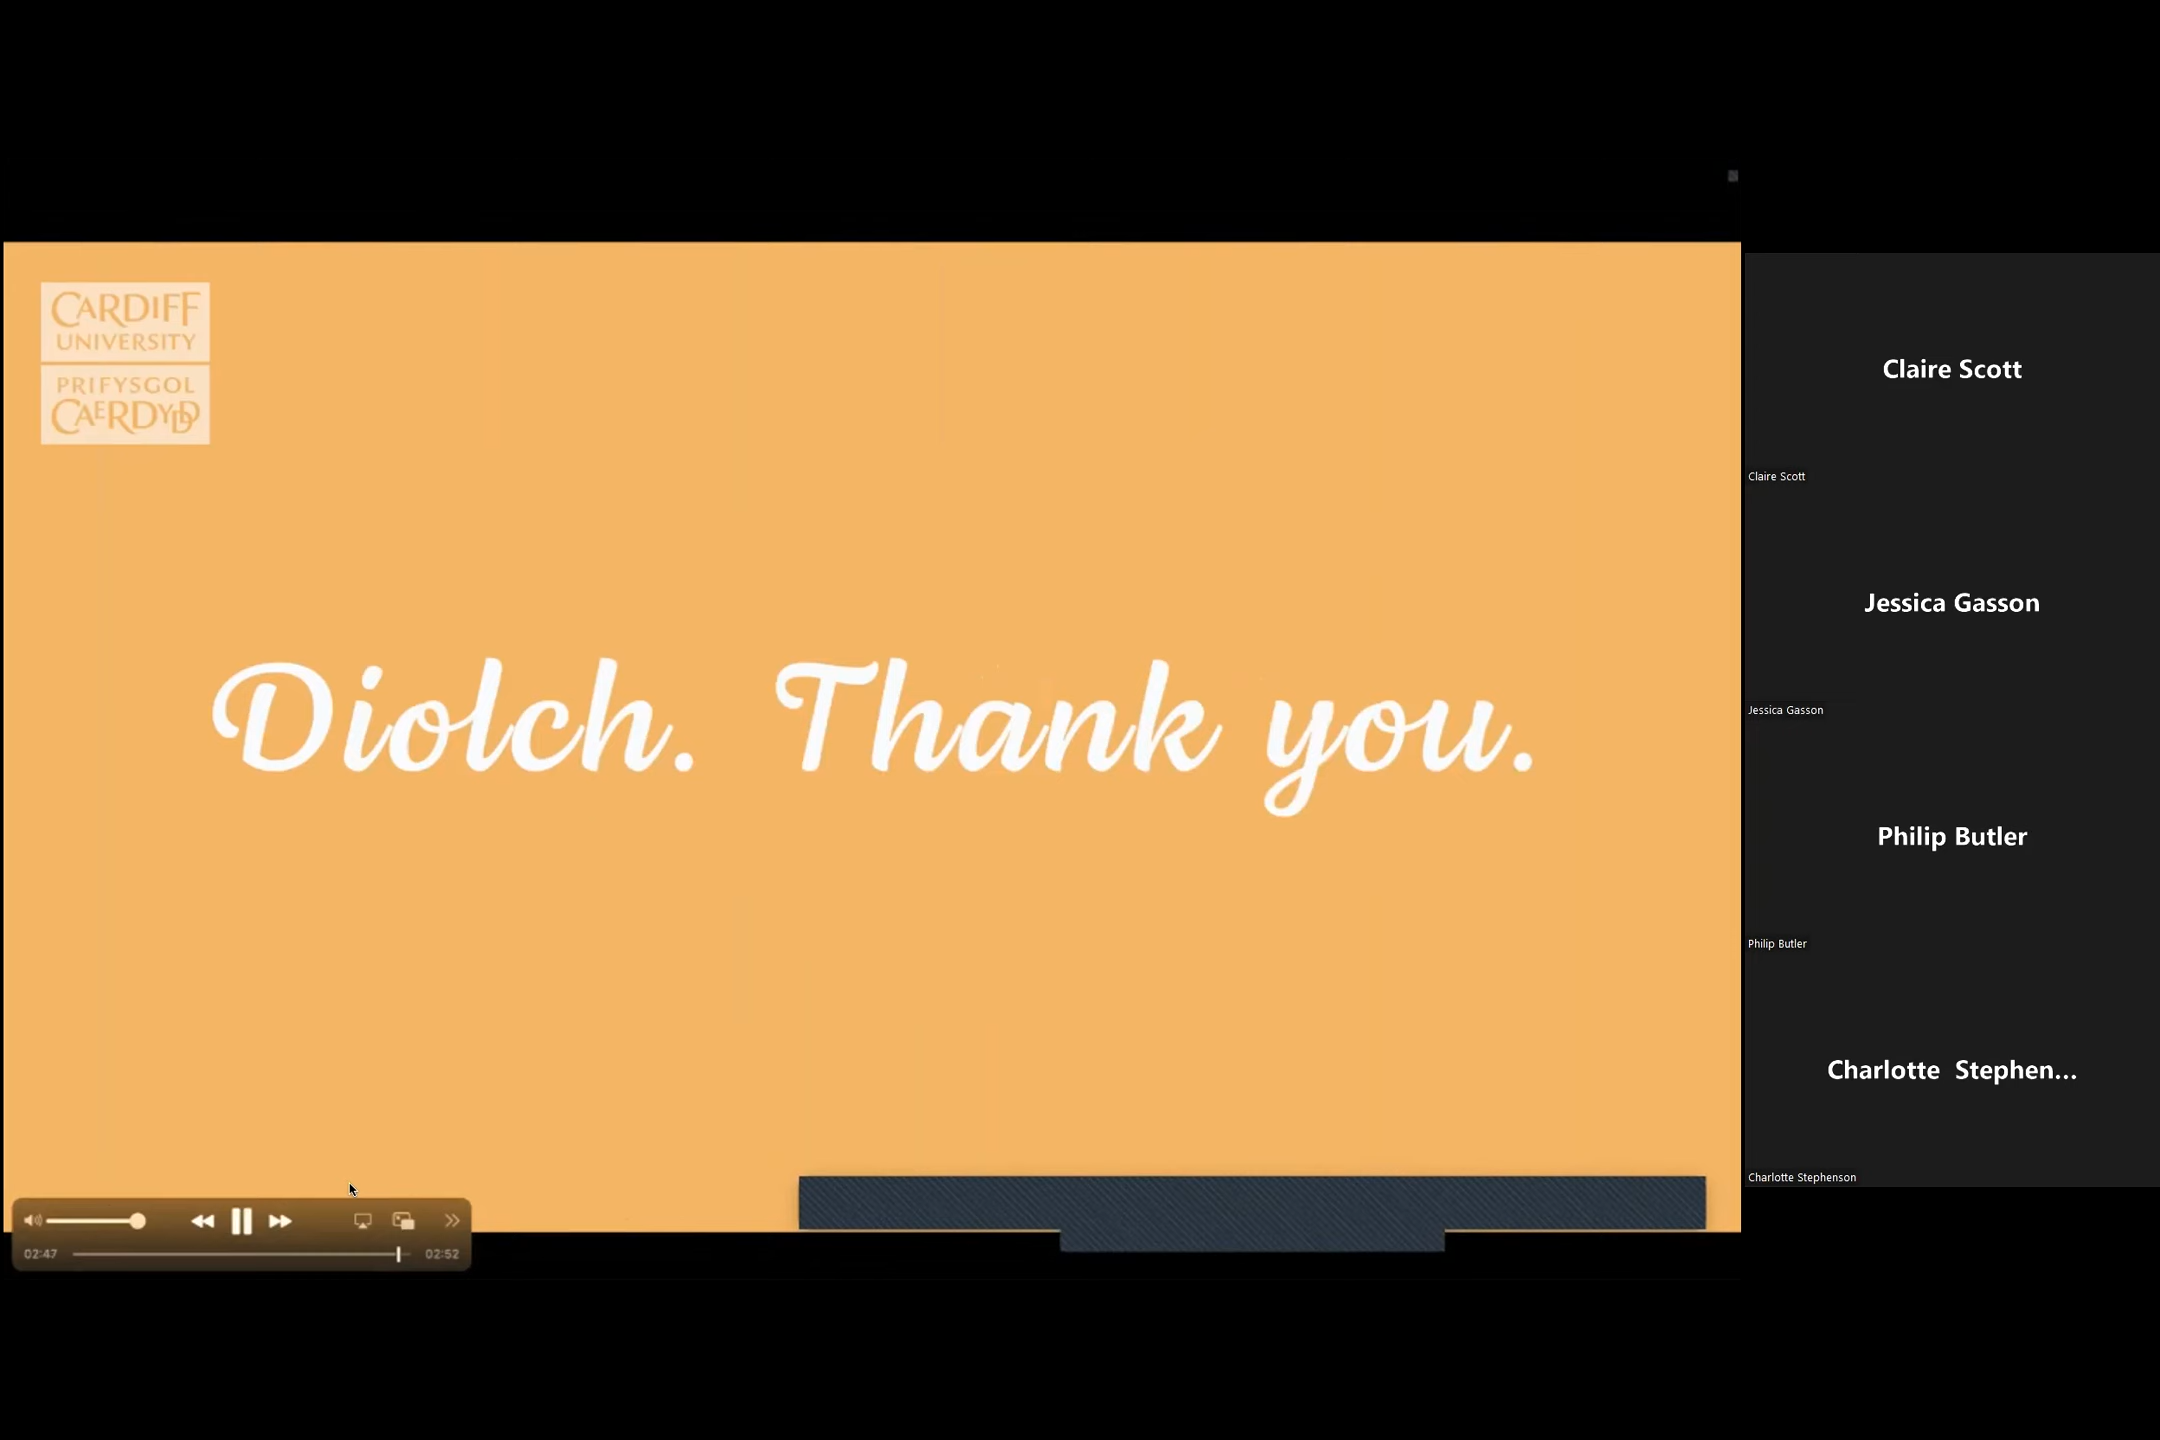 CARDIFF
UNIVERSITY
PRIFYSGOL
CAERDYDD
Diolch. Thank you.
02:47
02:52
Claire Scott
Claire Scott
Jessica Gasson
Jessica Gasson
Philip Butler
Philip Butler
Charlotte  Stephen...
Charlotte Stephenson